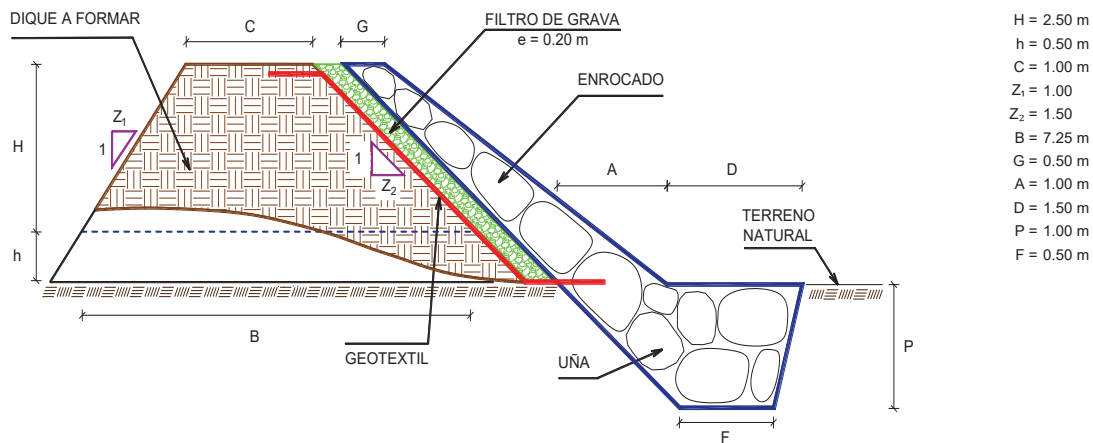 DIQUE A FORMAR
C
G
FILTRO DE GRAVA
e = 0.20 m
ENROCADO
H
Z₁
1
1
Z₂
A
D
TERRENO
NATURAL
h
B
GEOTEXTIL
UÑA
P
F
H = 2.50 m
h = 0.50 m
C = 1.00 m
Z₁ = 1.00
Z₂ = 1.50
B = 7.25 m
G = 0.50 m
A = 1.00 m
D = 1.50 m
P = 1.00 m
F = 0.50 m